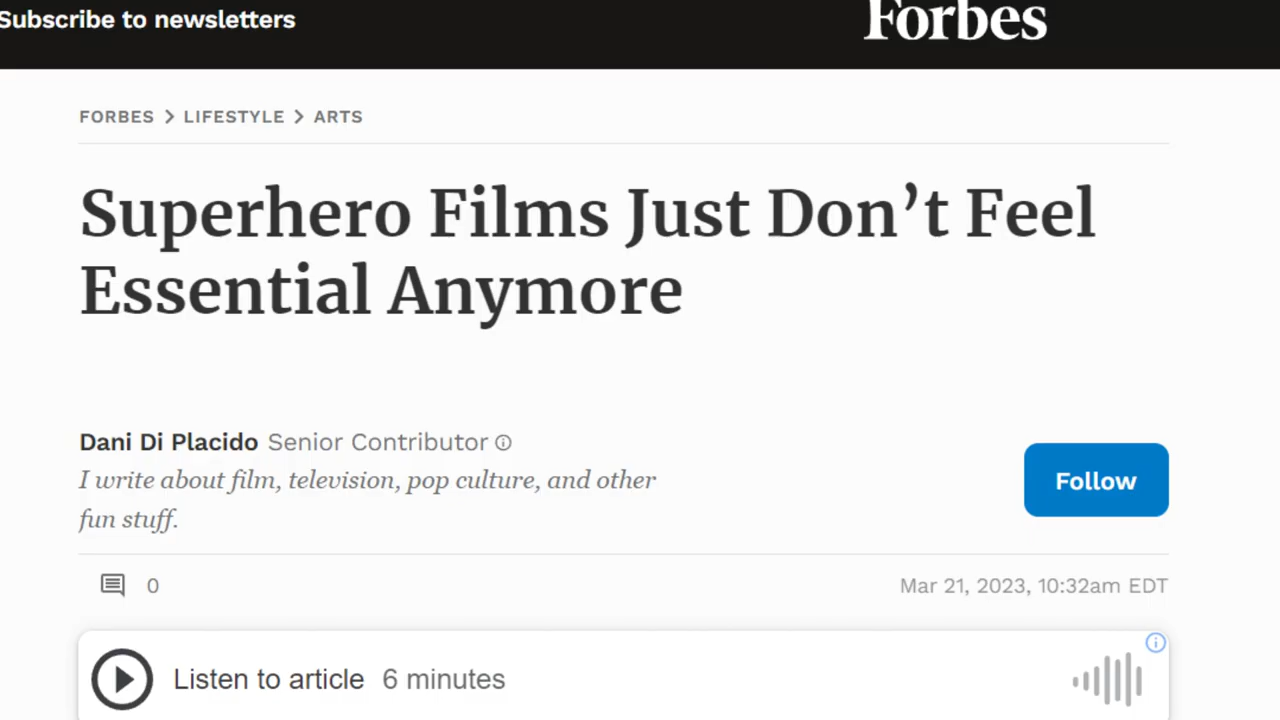 Subscribe to newsletters
Forbes
FORBES > LIFESTYLE > ARTS
Superhero Films Just Don’t Feel
Essential Anymore
Dani Di Placido Senior Contributor
I write about film, television, pop culture, and other
fun stuff.
Follow
0
Mar 21, 2023, 10:32am EDT
Listen to article 6 minutes